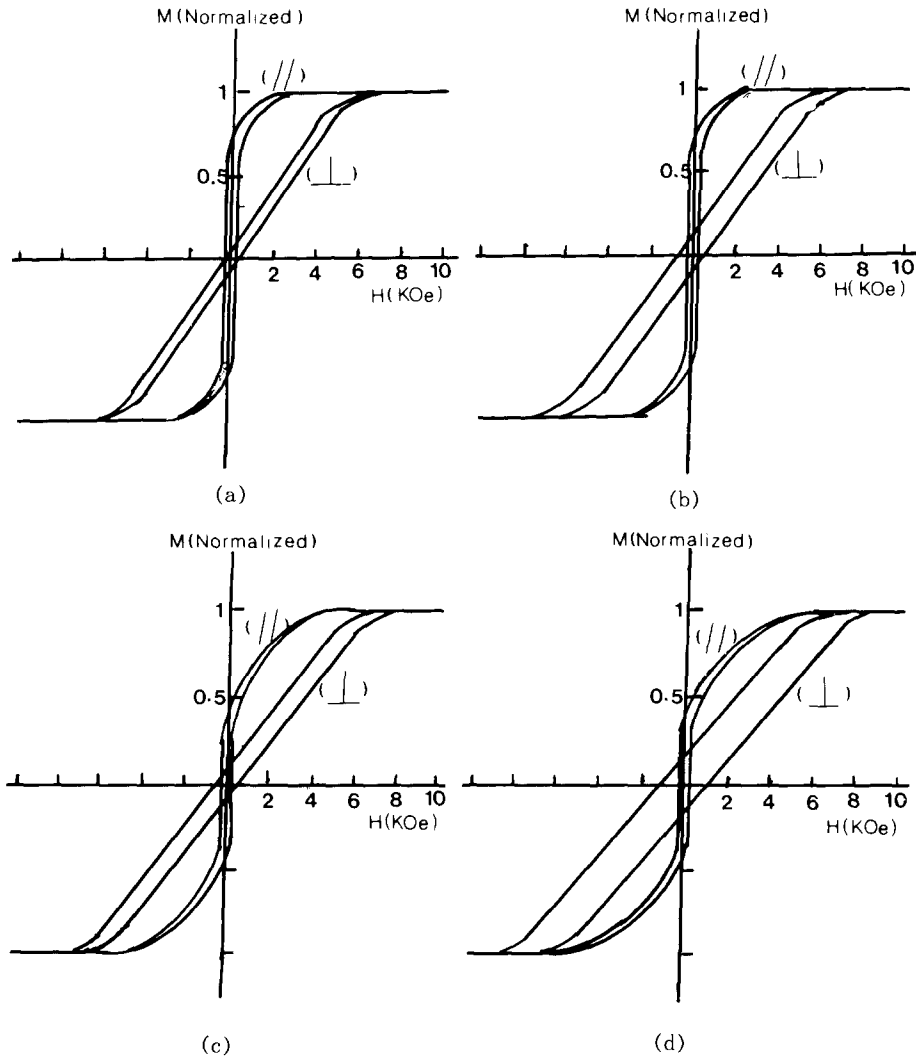 M(Normalized)
(//)
1
0.5
(⊥)
2 4 6 8 10
H(KOe)
(a)
M(Normalized)
(//)
1
0.5
(⊥)
2 4 6 8 10
H(KOe)
(b)
M(Normalized)
(//)
1
0.5
(⊥)
2 4 6 8 10
H(KOe)
(c)
M(Normalized)
(//)
1
0.5
(⊥)
2 4 6 8 10
H(KOe)
(d)